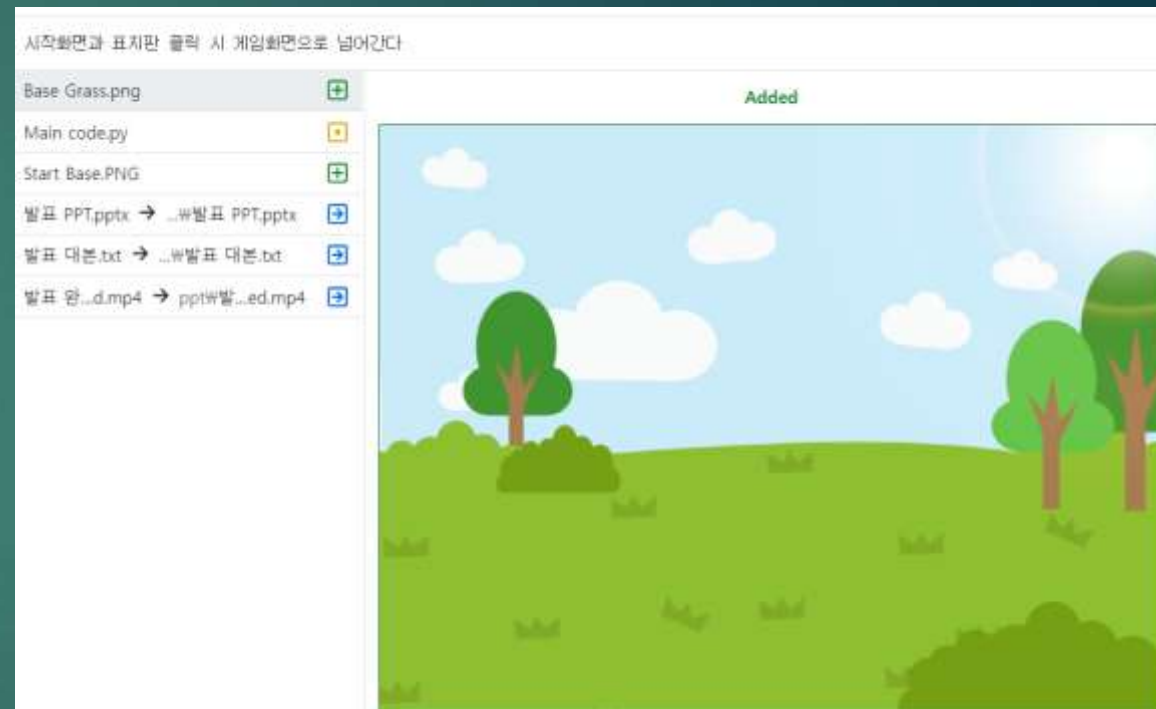 시작화면과 표지판 클릭 시 게임화면으로 넘어간다
Base Grass.png
Added
Main code.py
Start Base.PNG
발표 PPT.pptx → ...₩발표 PPT.pptx
발표 대본.txt → ...₩발표 대본.txt
발표 완...d.mp4 → ppt₩발...ed.mp4